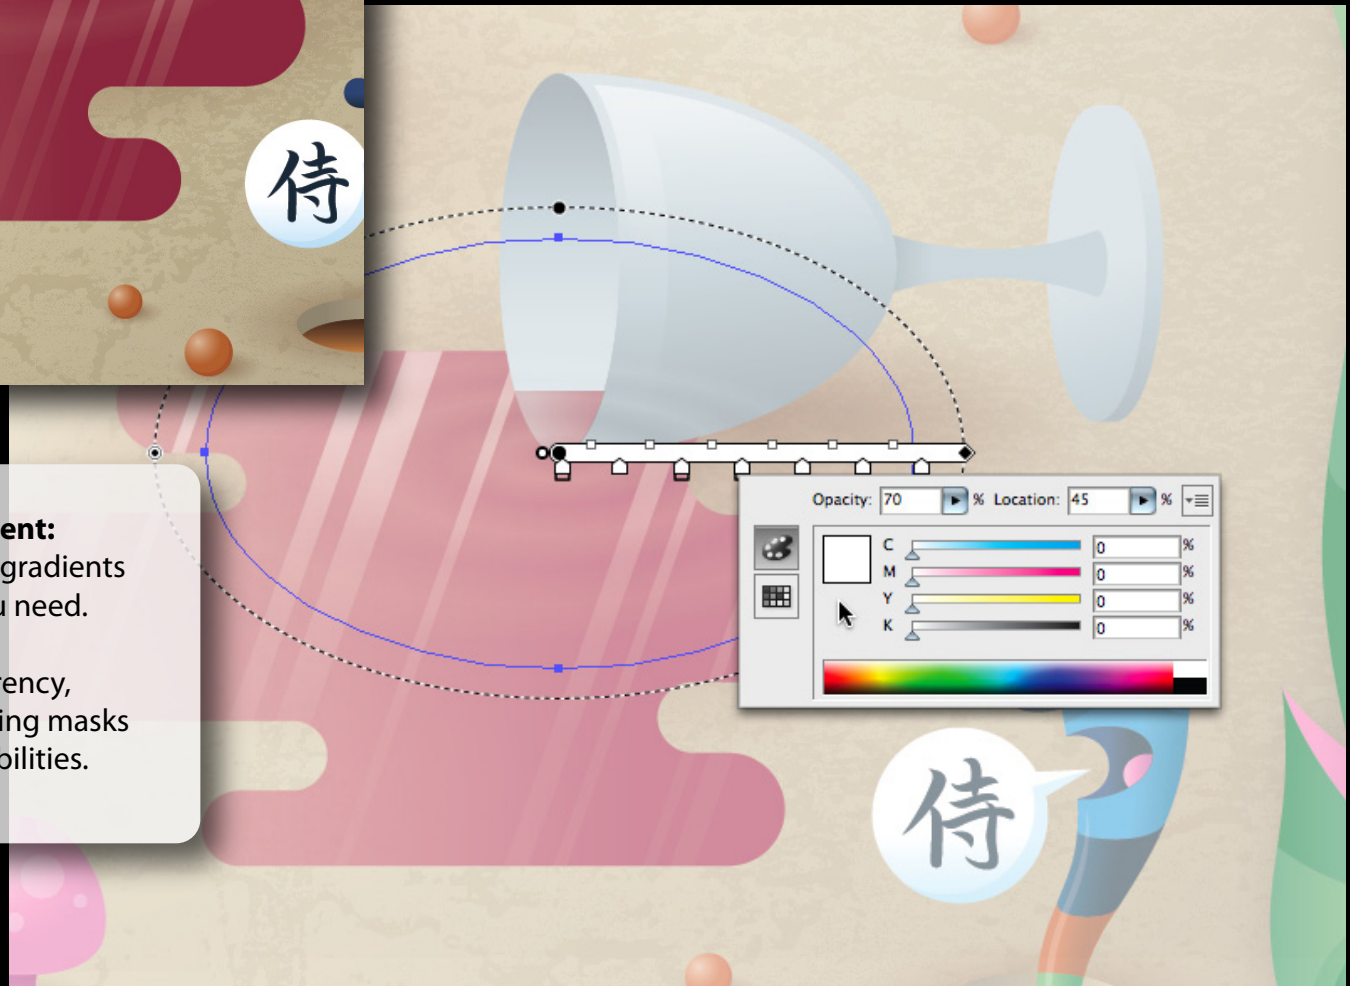 侍
ent:
gradients
need.
rency,
ing masks
bilities.
Opacity: 70 % Location: 45 %
C 0 %
M 0 %
Y 0 %
K 0 %
侍